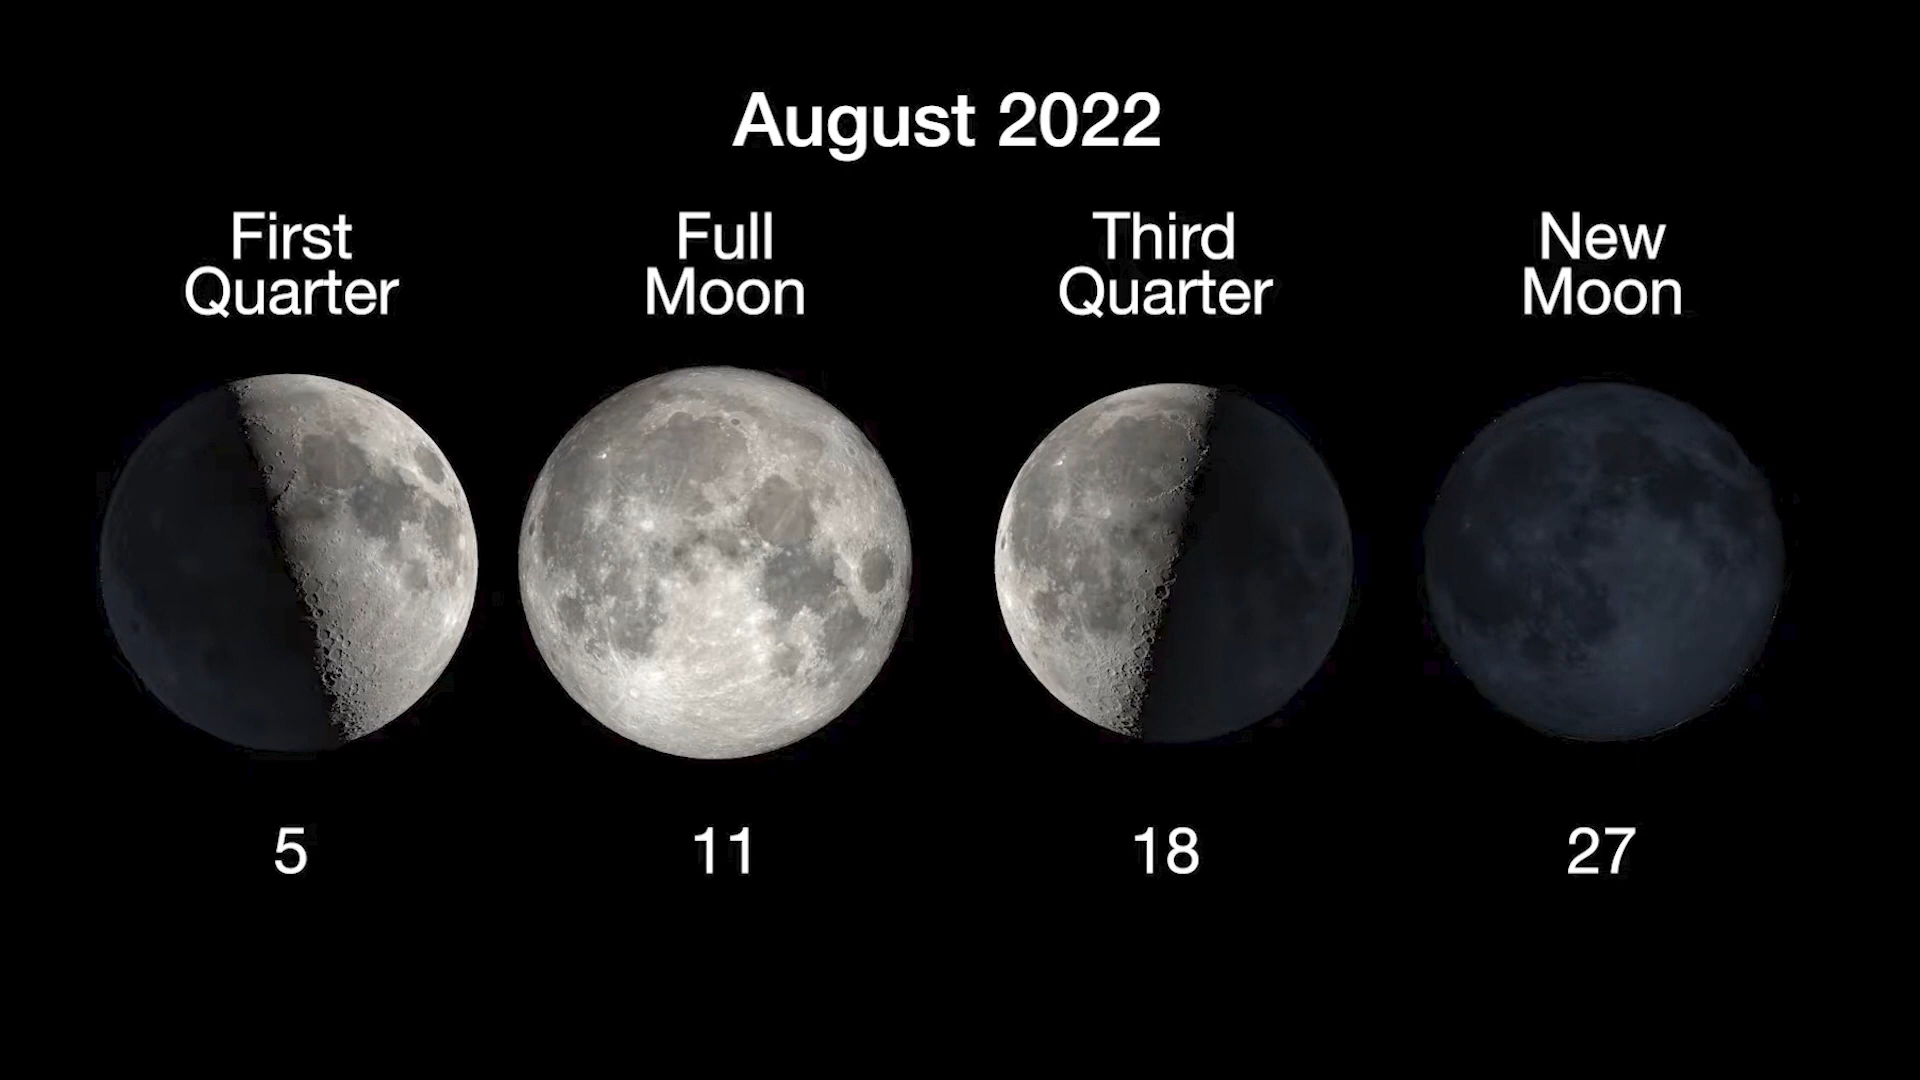 August 2022
First
Quarter
Full
Moon
Third
Quarter
New
Moon
5
11
18
27